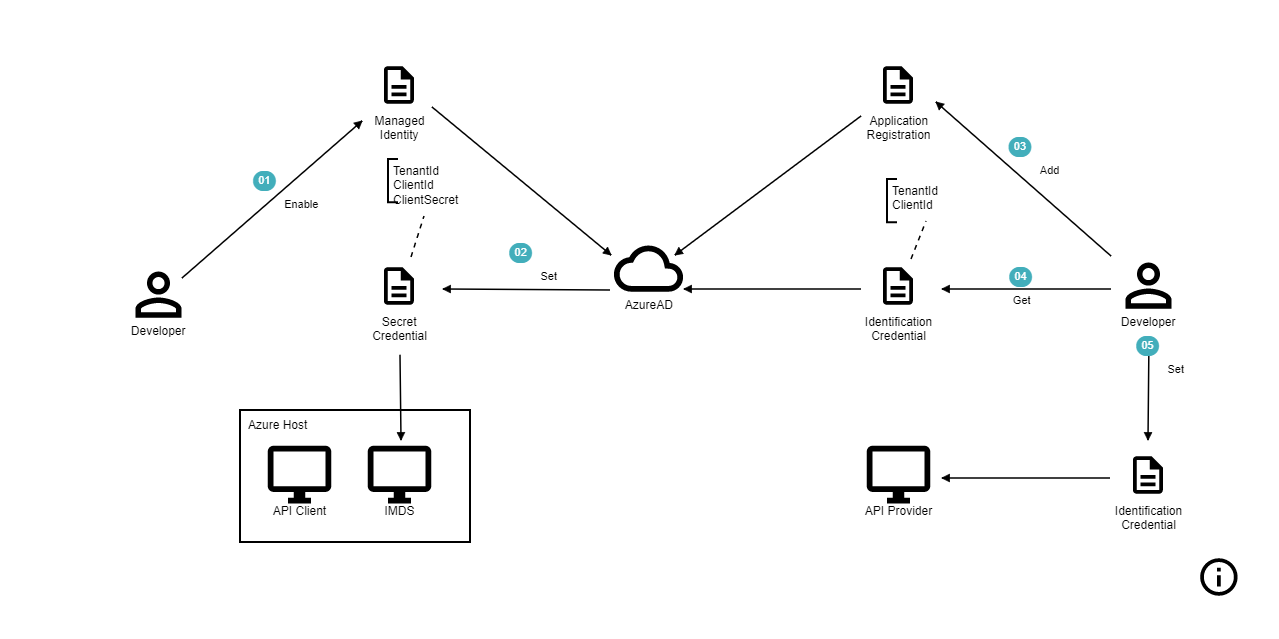 Managed
Identity
Application
Registration
03
Add
01
Enable
TenantId
ClientId
ClientSecret
TenantId
ClientId
02
Set
04
Get
AzureAD
Developer
Secret
Credential
Identification
Credential
Developer
05
Set
Azure Host
API Client
IMDS
API Provider
Identification
Credential